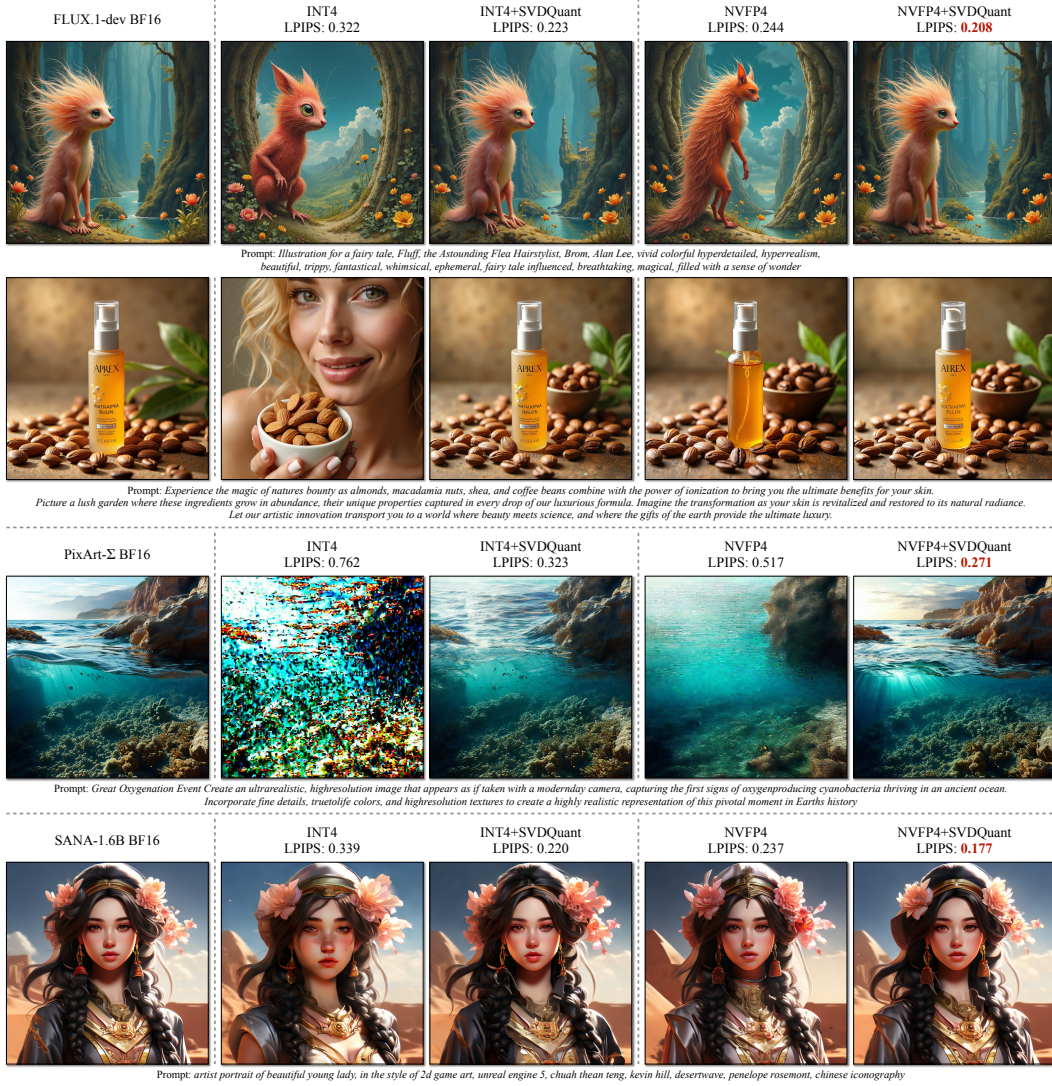 FLUX.1-dev BF16
INT4
LPIPS: 0.322
INT4+SVDQuant
LPIPS: 0.223
NVFP4
LPIPS: 0.244
NVFP4+SVDQuant
LPIPS: 0.208
Prompt: Illustration for a fairy tale, Fluff, the Astounding Flea Hairstylist, Brom, Alan Lee, vivid colorful hyperdetailed, hyperrealism,
beautiful, trippy, fantastical, whimsical, ephemeral, fairy tale influenced, breathtaking, magical, filled with a sense of wonder
APREX
APREX
AIREX
Prompt: Experience the magic of natures bounty as almonds, macadamia nuts, shea, and coffee beans combine with the power of ionization to bring you the ultimate benefits for your skin.
Picture a lush garden where these ingredients grow in abundance, their unique properties captured in every drop of our luxurious formula. Imagine the transformation as your skin is revitalized and restored to its natural radiance.
Let our artistic innovation transport you to a world where beauty meets science, and where the gifts of the earth provide the ultimate luxury.
PixArt-Σ BF16
INT4
LPIPS: 0.762
INT4+SVDQuant
LPIPS: 0.323
NVFP4
LPIPS: 0.517
NVFP4+SVDQuant
LPIPS: 0.271
Prompt: Great Oxygenation Event Create an ultrarealistic, highresolution image that appears as if taken with a modernday camera, capturing the first signs of oxygenproducing cyanobacteria thriving in an ancient ocean.
Incorporate fine details, truetolife colors, and highresolution textures to create a highly realistic representation of this pivotal moment in Earths history
SANA-1.6B BF16
INT4
LPIPS: 0.339
INT4+SVDQuant
LPIPS: 0.220
NVFP4
LPIPS: 0.237
NVFP4+SVDQuant
LPIPS: 0.177
Prompt: artist portrait of beautiful young lady, in the style of 2d game art, unreal engine 5, chuah thean teng, kevin hill, desertwave, penelope rosemont, chinese iconography